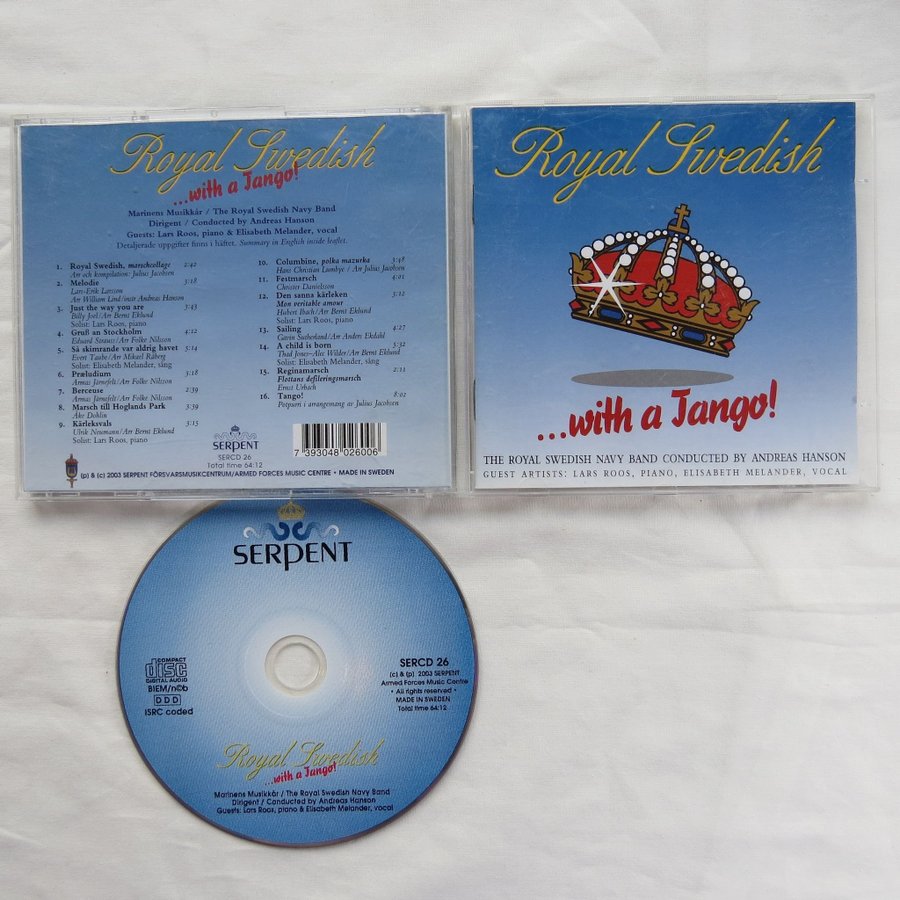 Royal Swedish
...with a Tango!
Marinens Musikkår / The Royal Swedish Navy Band
Dirigent / Conducted by Andreas Hanson
Guests: Lars Roos, piano & Elisabeth Melander, vocal
Detaljerade uppgifter finns i häftet. Summary in English inside leaflet.
1. Royal Swedish, marschcollage 2:42
Arr och kompilation: Julius Jacobsen
2. Melodie 3:18
Lars-Erik Larsson
Arr William Lind/instr Andreas Hanson
3. Just the way you are 3:43
Billy Joel/Arr Bernt Eklund
Solist: Lars Roos, piano
4. Gruß an Stockholm 4:12
Eduard Strauss/Arr Folke Nilsson
5. Så skimrande var aldrig havet 5:14
Evert Taube/Arr Mikael Råberg
Solist: Elisabeth Melander, sång
6. Præludium 3:18
Armas Järnefelt/Arr Folke Nilsson
7. Berceuse 2:39
Armas Järnefelt/Arr Folke Nilsson
8. Marsch till Hoglands Park 3:39
Åke Dohlin
9. Kärleksvals 3:15
Ulrik Neumann/Arr Bernt Eklund
Solist: Lars Roos, piano
10. Columbine, polka mazurka 3:48
Hans Christian Lumbye / Arr Julius Jacobsen
11. Festmarsch 4:01
Christer Danielsson
12. Den sanna kärleken 3:12
Mon veritable amour
Hubert Ibach/Arr Bernt Eklund
Solist: Lars Roos, piano
13. Sailing 4:27
Gavin Sutherland/Arr Anders Ekdahl
14. A child is born 3:32
Thad Jones–Alec Wilder/Arr Bernt Eklund
Solist: Elisabeth Melander, sång
15. Reginamarsch 2:13
Flottans defileringsmarsch
Ernst Urbach
16. Tango! 8:02
Potpurri i arrangemang av Julius Jacobsen
SERPENT
SERCD 26
Total time 64:12
7 393048 026006
(p) & (c) 2003 SERPENT FÖRSVARSMUSIKCENTRUM/ARMED FORCES MUSIC CENTRE • MADE IN SWEDEN
Royal Swedish
...with a Tango!
THE ROYAL SWEDISH NAVY BAND CONDUCTED BY ANDREAS HANSON
GUEST ARTISTS: LARS ROOS, PIANO, ELISABETH MELANDER, VOCAL
SERPENT
COMPACT
disc
DIGITAL AUDIO
BIEM/n©b
DDD
ISRC coded
SERCD 26
(c) & (p) 2003 SERPENT
Armed Forces Music Centre
• All rights reserved •
MADE IN SWEDEN
Total time 64:12
Royal Swedish
...with a Tango!
Marinens Musikkår / The Royal Swedish Navy Band
Dirigent / Conducted by Andreas Hanson
Guests: Lars Roos, piano & Elisabeth Melander, vocal